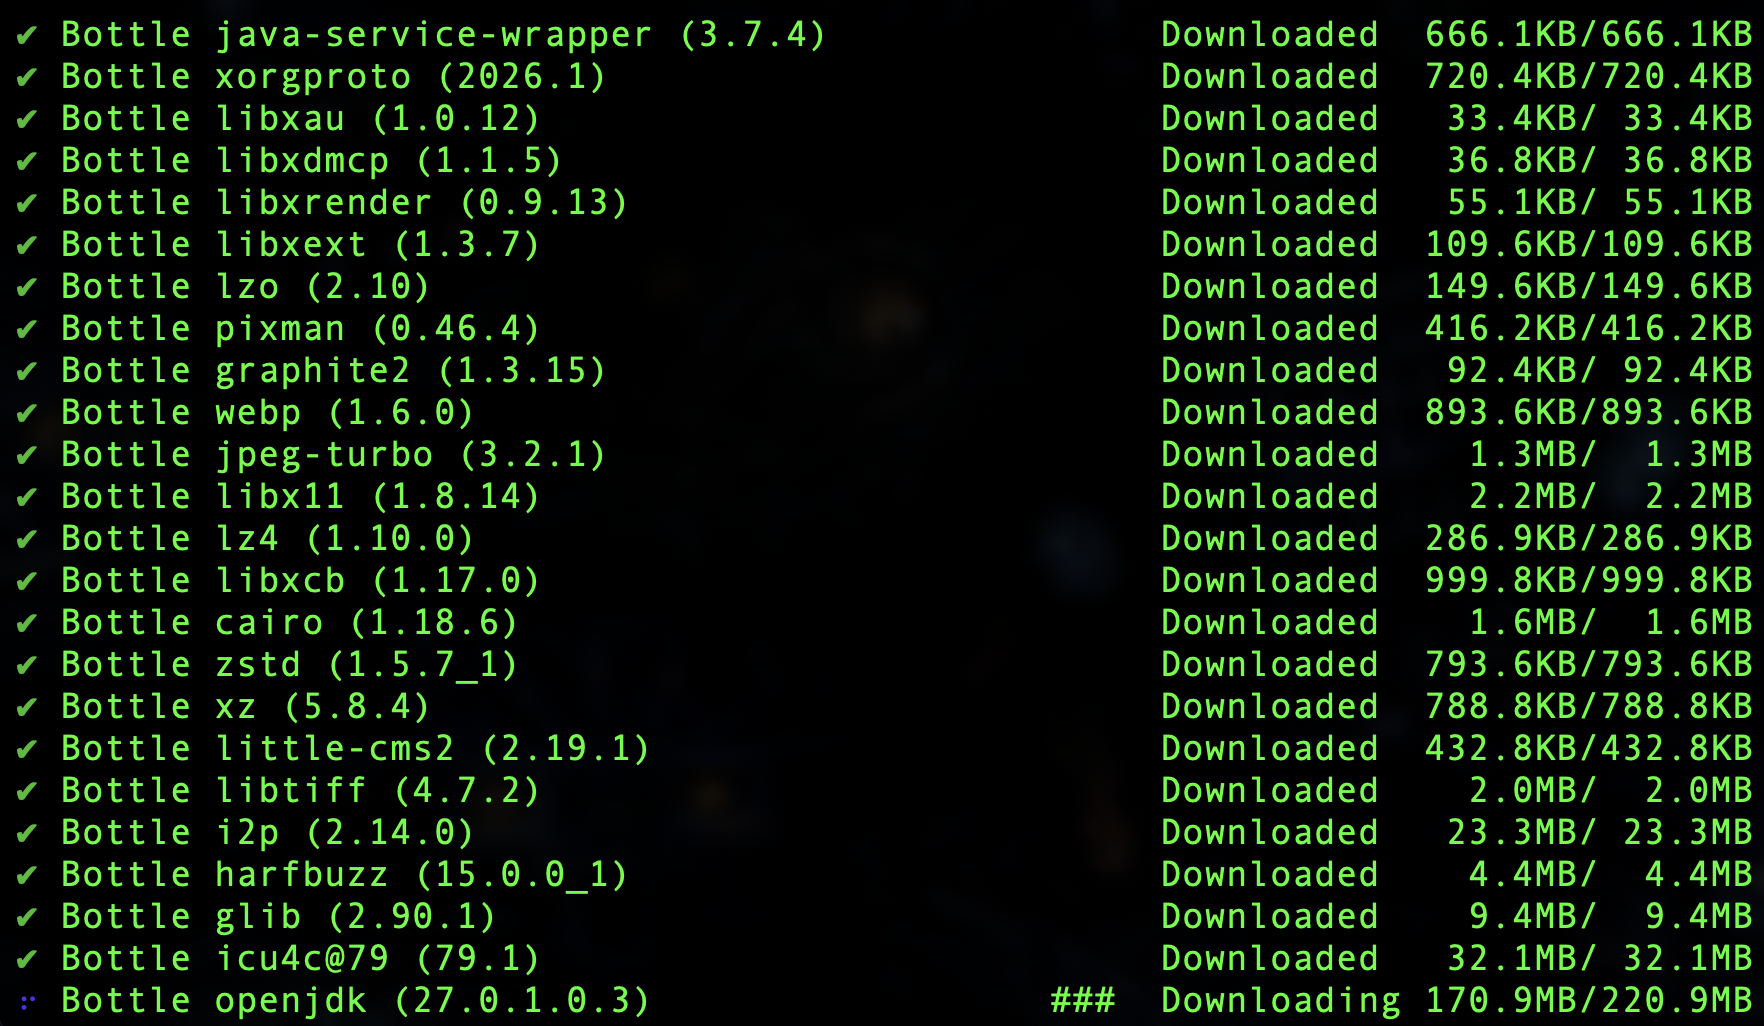 ✔ Bottle java-service-wrapper (3.7.4) Downloaded 666.1KB/666.1KB
✔ Bottle xorgproto (2026.1) Downloaded 720.4KB/720.4KB
✔ Bottle libxau (1.0.12) Downloaded 33.4KB/ 33.4KB
✔ Bottle libxdmcp (1.1.5) Downloaded 36.8KB/ 36.8KB
✔ Bottle libxrender (0.9.13) Downloaded 55.1KB/ 55.1KB
✔ Bottle libxext (1.3.7) Downloaded 109.6KB/109.6KB
✔ Bottle lzo (2.10) Downloaded 149.6KB/149.6KB
✔ Bottle pixman (0.46.4) Downloaded 416.2KB/416.2KB
✔ Bottle graphite2 (1.3.15) Downloaded 92.4KB/ 92.4KB
✔ Bottle webp (1.6.0) Downloaded 893.6KB/893.6KB
✔ Bottle jpeg-turbo (3.2.1) Downloaded 1.3MB/ 1.3MB
✔ Bottle libx11 (1.8.14) Downloaded 2.2MB/ 2.2MB
✔ Bottle lz4 (1.10.0) Downloaded 286.9KB/286.9KB
✔ Bottle libxcb (1.17.0) Downloaded 999.8KB/999.8KB
✔ Bottle cairo (1.18.6) Downloaded 1.6MB/ 1.6MB
✔ Bottle zstd (1.5.7_1) Downloaded 793.6KB/793.6KB
✔ Bottle xz (5.8.4) Downloaded 788.8KB/788.8KB
✔ Bottle little-cms2 (2.19.1) Downloaded 432.8KB/432.8KB
✔ Bottle libtiff (4.7.2) Downloaded 2.0MB/ 2.0MB
✔ Bottle i2p (2.14.0) Downloaded 23.3MB/ 23.3MB
✔ Bottle harfbuzz (15.0.0_1) Downloaded 4.4MB/ 4.4MB
✔ Bottle glib (2.90.1) Downloaded 9.4MB/ 9.4MB
✔ Bottle icu4c@79 (79.1) Downloaded 32.1MB/ 32.1MB
⠖ Bottle openjdk (27.0.1.0.3) ### Downloading 170.9MB/220.9MB